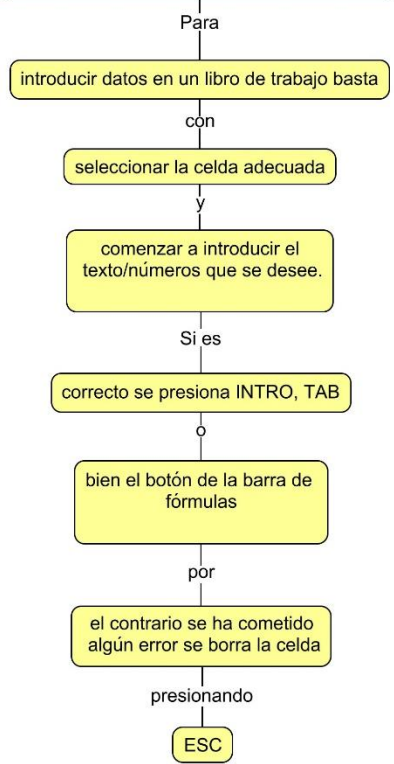 Para
introducir datos en un libro de trabajo basta
con
seleccionar la celda adecuada
y
comenzar a introducir el
texto/números que se desee.
Si es
correcto se presiona INTRO, TAB
o
bien el botón de la barra de
fórmulas
por
el contrario se ha cometido
algún error se borra la celda
presionando
ESC